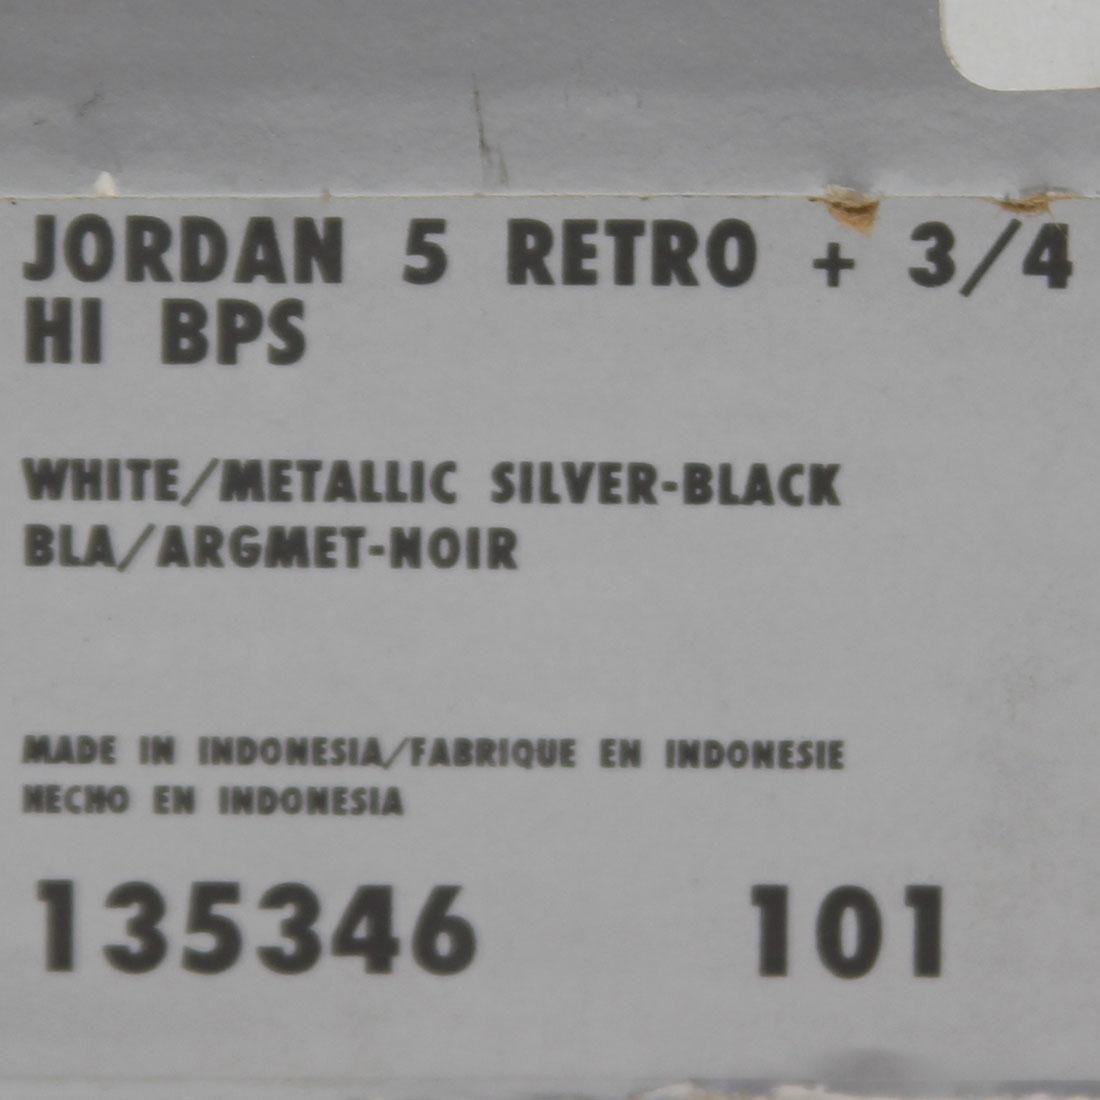 JORDAN 5 RETRO + 3/4
HI BPS
WHITE/METALLIC SILVER-BLACK
BLA/ARGMET-NOIR
MADE IN INDONESIA/FABRIQUE EN INDONESIE
HECHO EN INDONESIA
135346 101